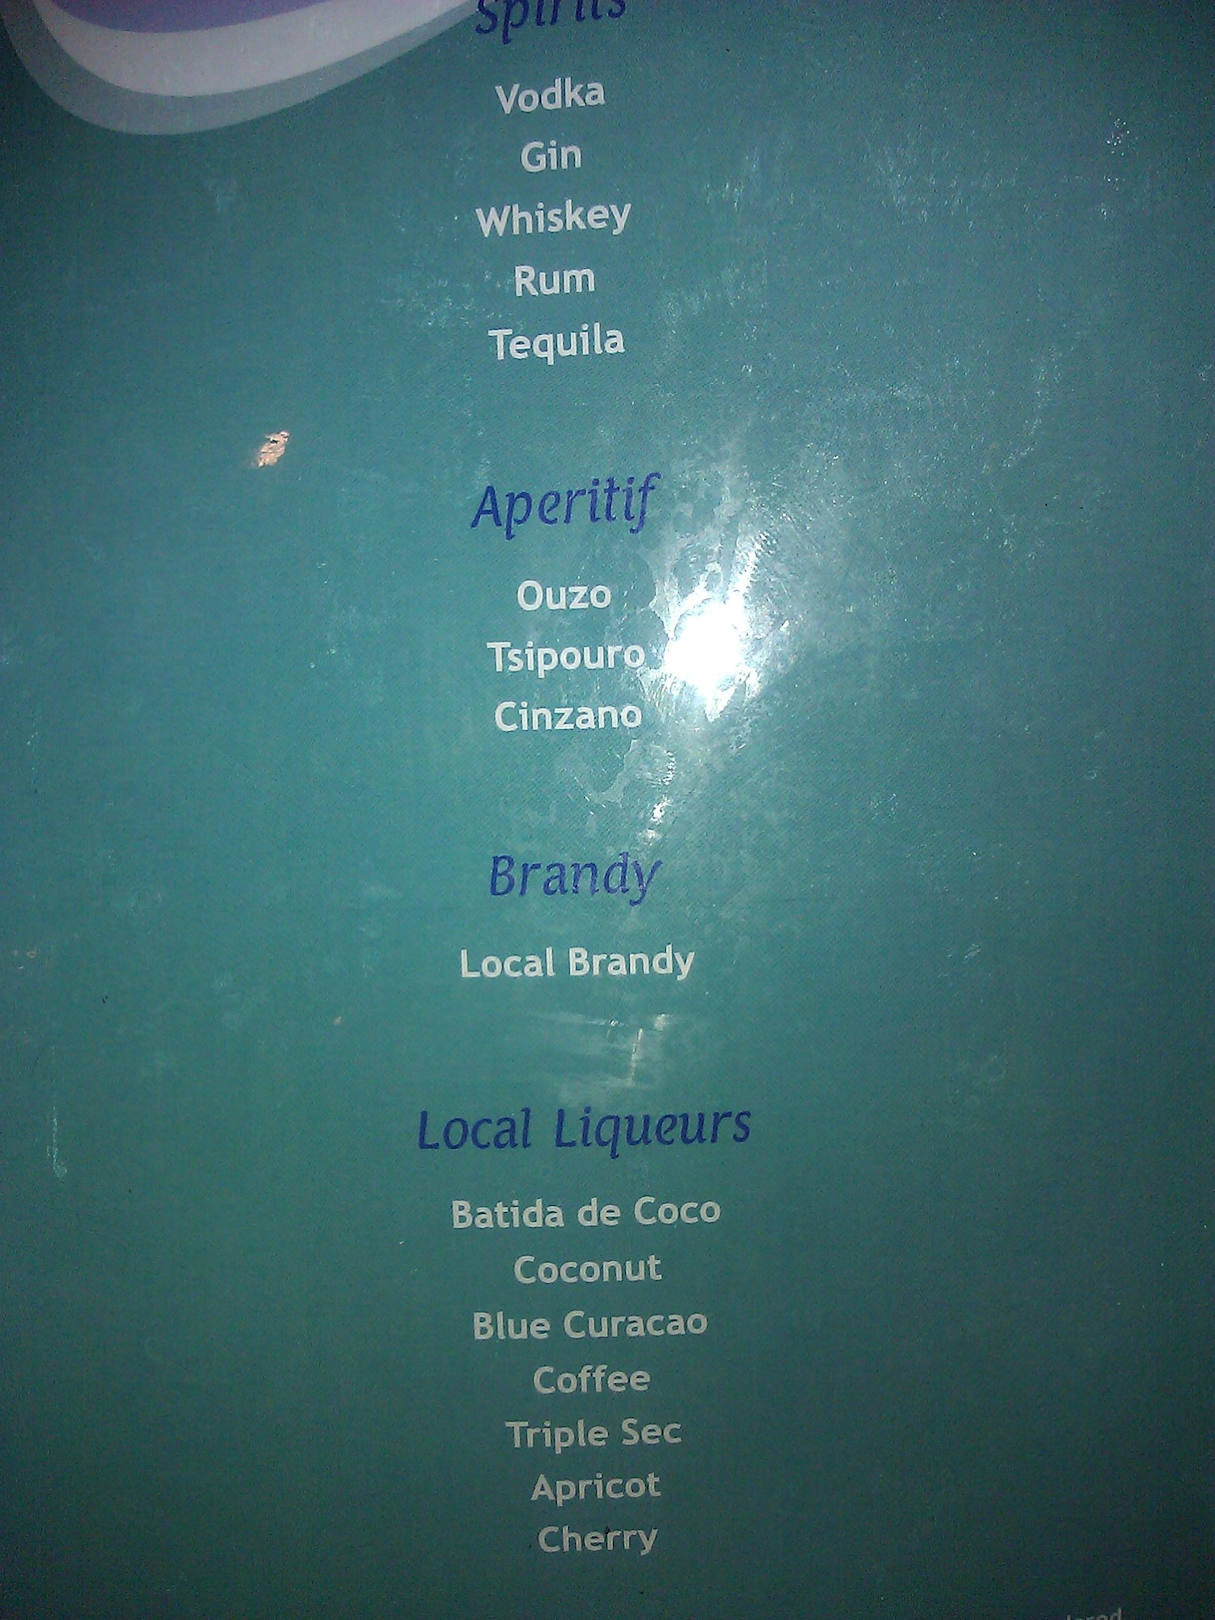 Spirits
Vodka
Gin
Whiskey
Rum
Tequila
Aperitif
Ouzo
Tsipouro
Cinzano
Brandy
Local Brandy
Local Liqueurs
Batida de Coco
Coconut
Blue Curacao
Coffee
Triple Sec
Apricot
Cherry